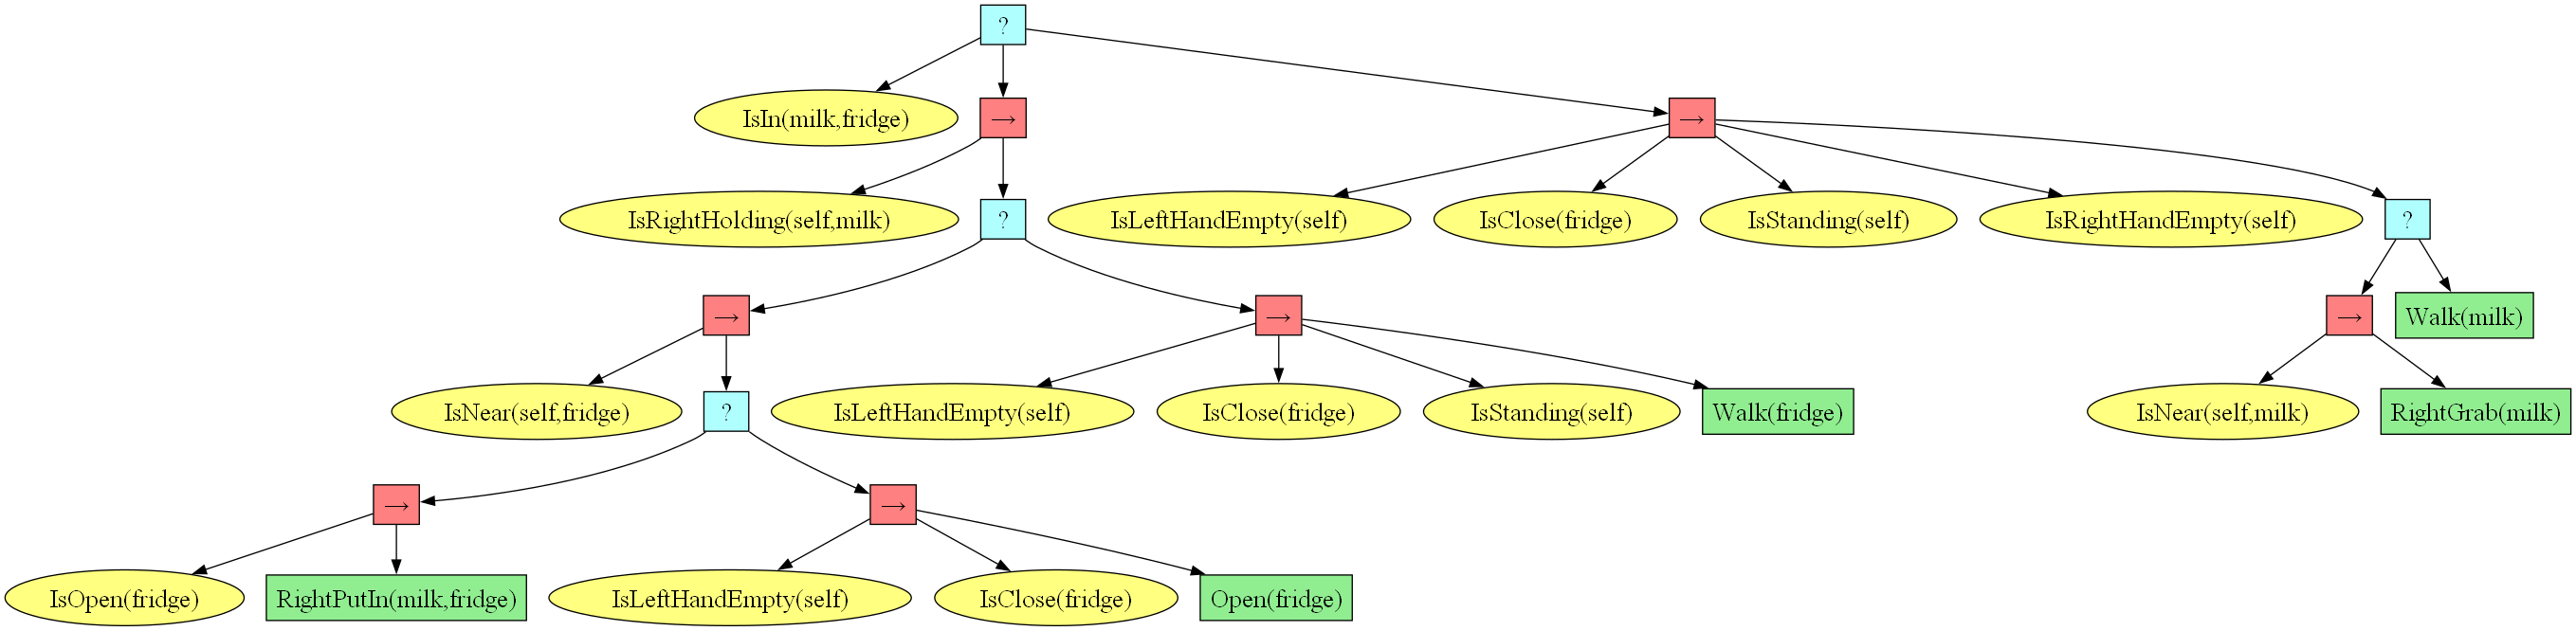 ?
IsIn(milk,fridge)
→
→
IsRightHolding(self,milk)
?
IsLeftHandEmpty(self)
IsClose(fridge)
IsStanding(self)
IsRightHandEmpty(self)
?
→
→
→
Walk(milk)
IsNear(self,fridge)
?
IsLeftHandEmpty(self)
IsClose(fridge)
IsStanding(self)
Walk(fridge)
IsNear(self,milk)
RightGrab(milk)
→
→
IsOpen(fridge)
RightPutIn(milk,fridge)
IsLeftHandEmpty(self)
IsClose(fridge)
Open(fridge)